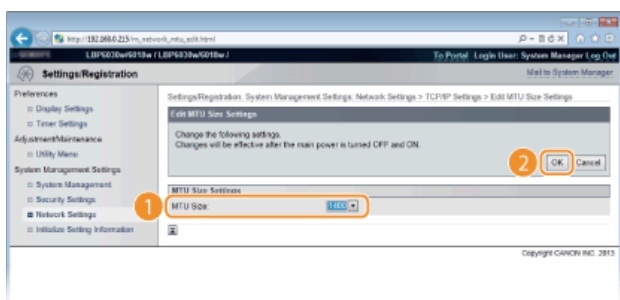 http://192.168.0.215/m_network_mtu_edit.html
LBP6030w/6018w / LBP6030w/6018w /
To Portal Login User: System Manager Log Out
Settings/Registration
Mail to System Manager
Preferences
Display Settings
Timer Settings
Adjustment/Maintenance
Utility Menu
System Management Settings
System Management
Security Settings
Network Settings
Initialize Setting Information
Settings/Registration: System Management Settings: Network Settings > TCP/IP Settings > Edit MTU Size Settings
Edit MTU Size Settings
Change the following settings.
Changes will be effective after the main power is turned OFF and ON.
2
OK Cancel
MTU Size Settings
1
MTU Size: 1400
Copyright CANON INC. 2013